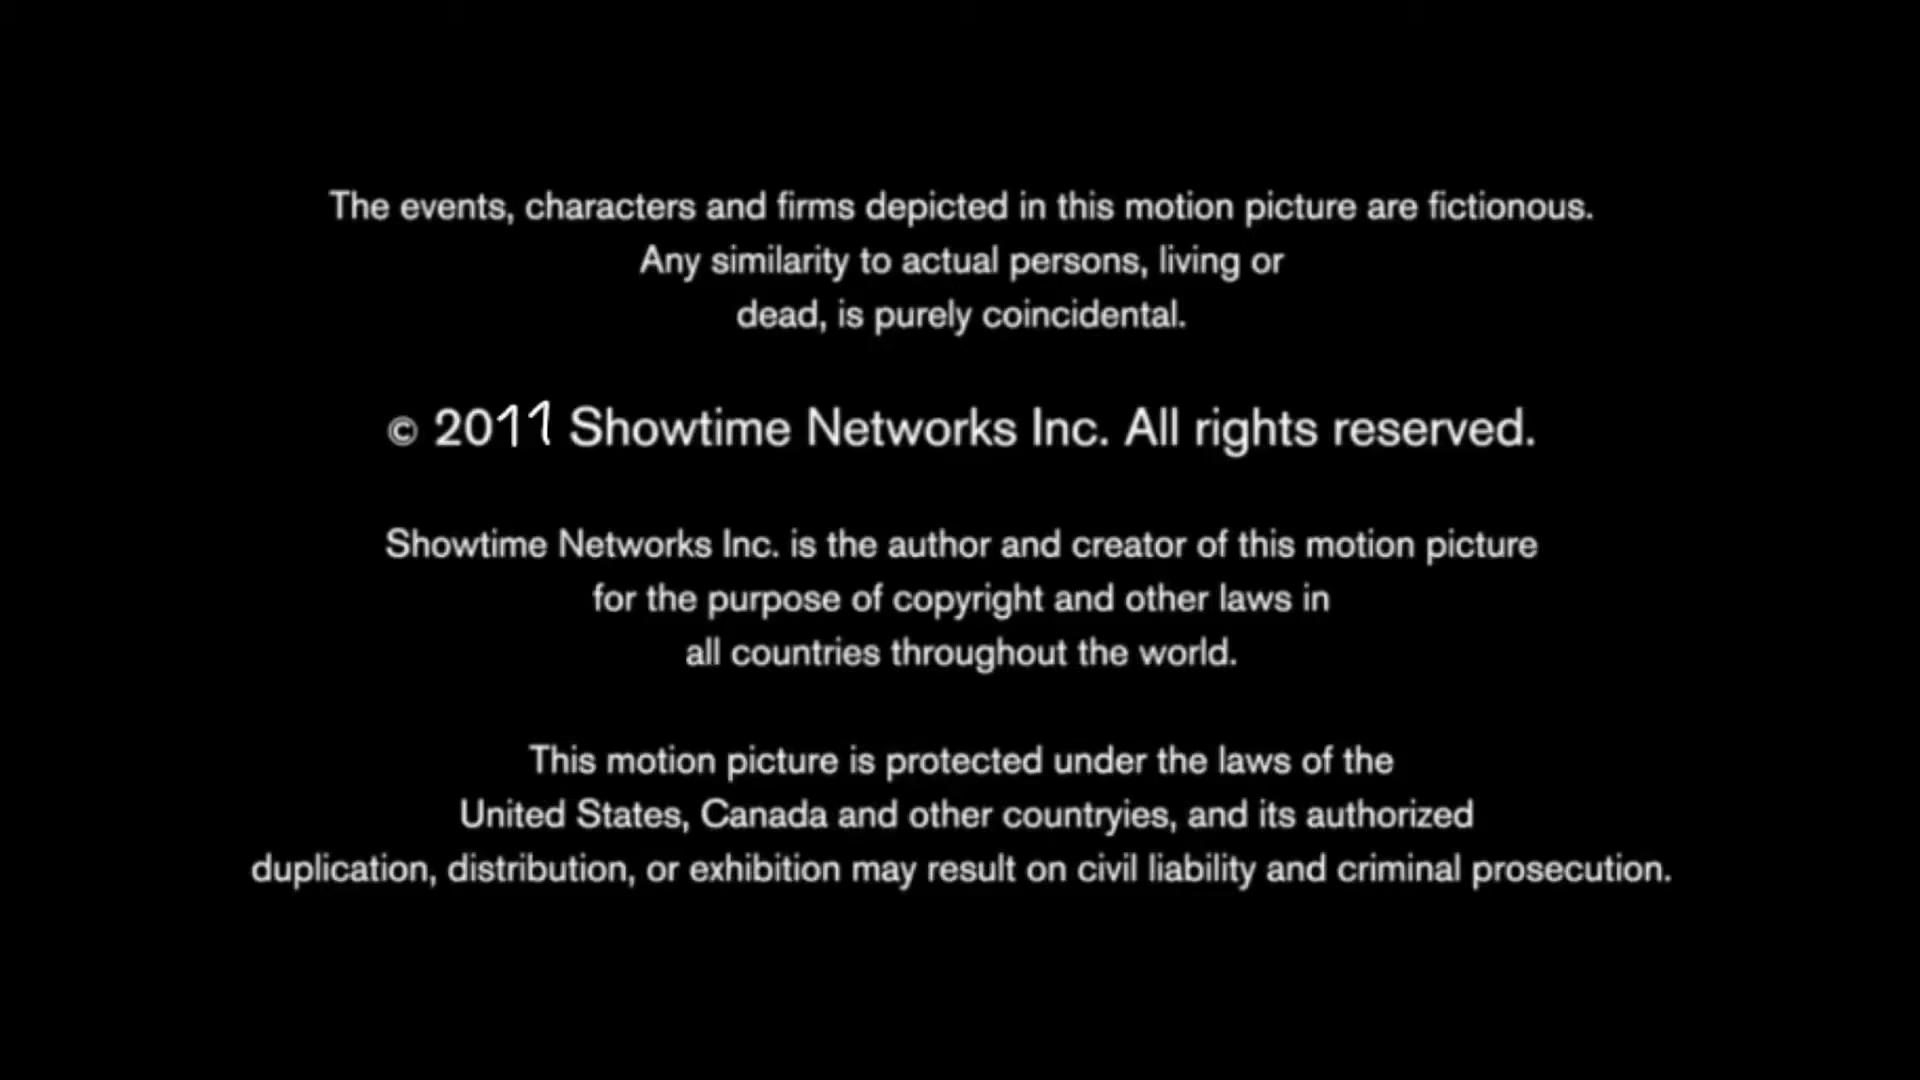 The events, characters and firms depicted in this motion picture are fictionous.
Any similarity to actual persons, living or
dead, is purely coincidental.
© 2011 Showtime Networks Inc. All rights reserved.
Showtime Networks Inc. is the author and creator of this motion picture
for the purpose of copyright and other laws in
all countries throughout the world.
This motion picture is protected under the laws of the
United States, Canada and other countryies, and its authorized
duplication, distribution, or exhibition may result on civil liability and criminal prosecution.